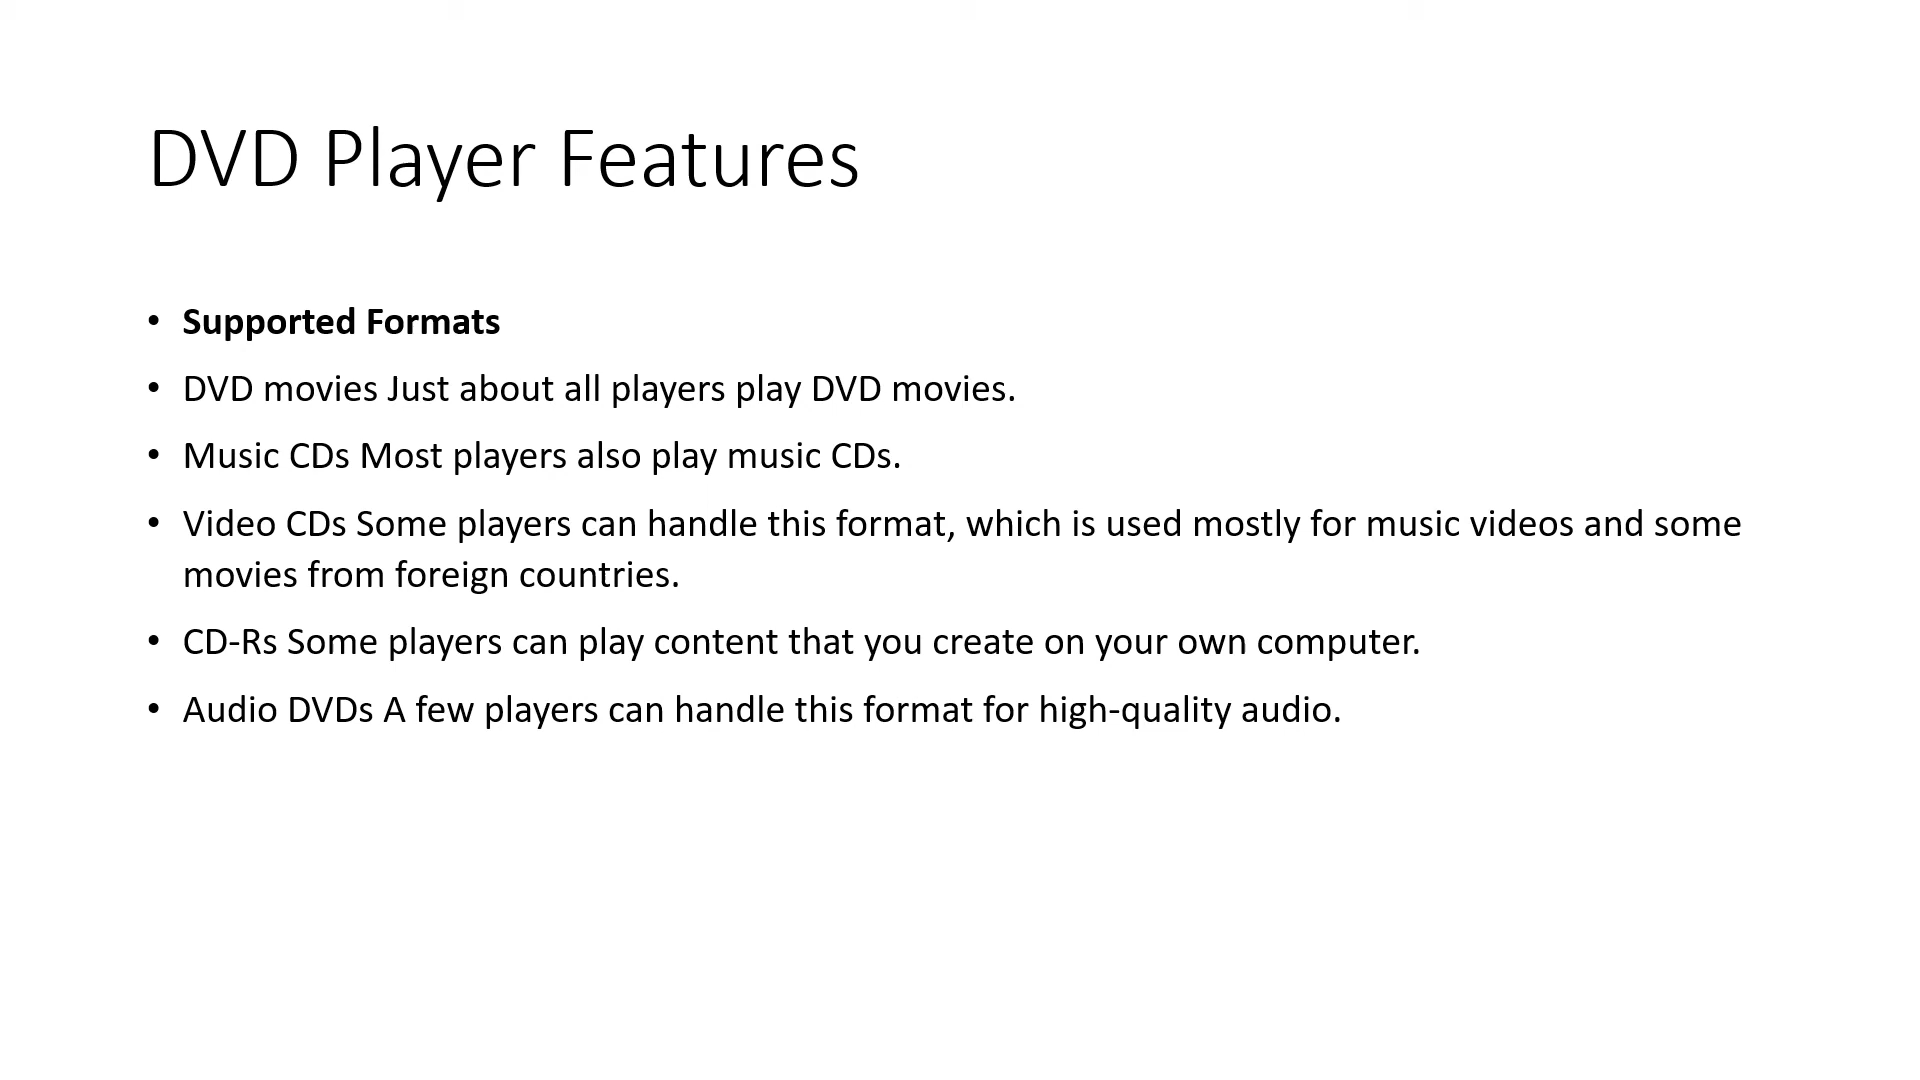 DVD Player Features
• Supported Formats
• DVD movies Just about all players play DVD movies.
• Music CDs Most players also play music CDs.
• Video CDs Some players can handle this format, which is used mostly for music videos and some
movies from foreign countries.
• CD-Rs Some players can play content that you create on your own computer.
• Audio DVDs A few players can handle this format for high-quality audio.